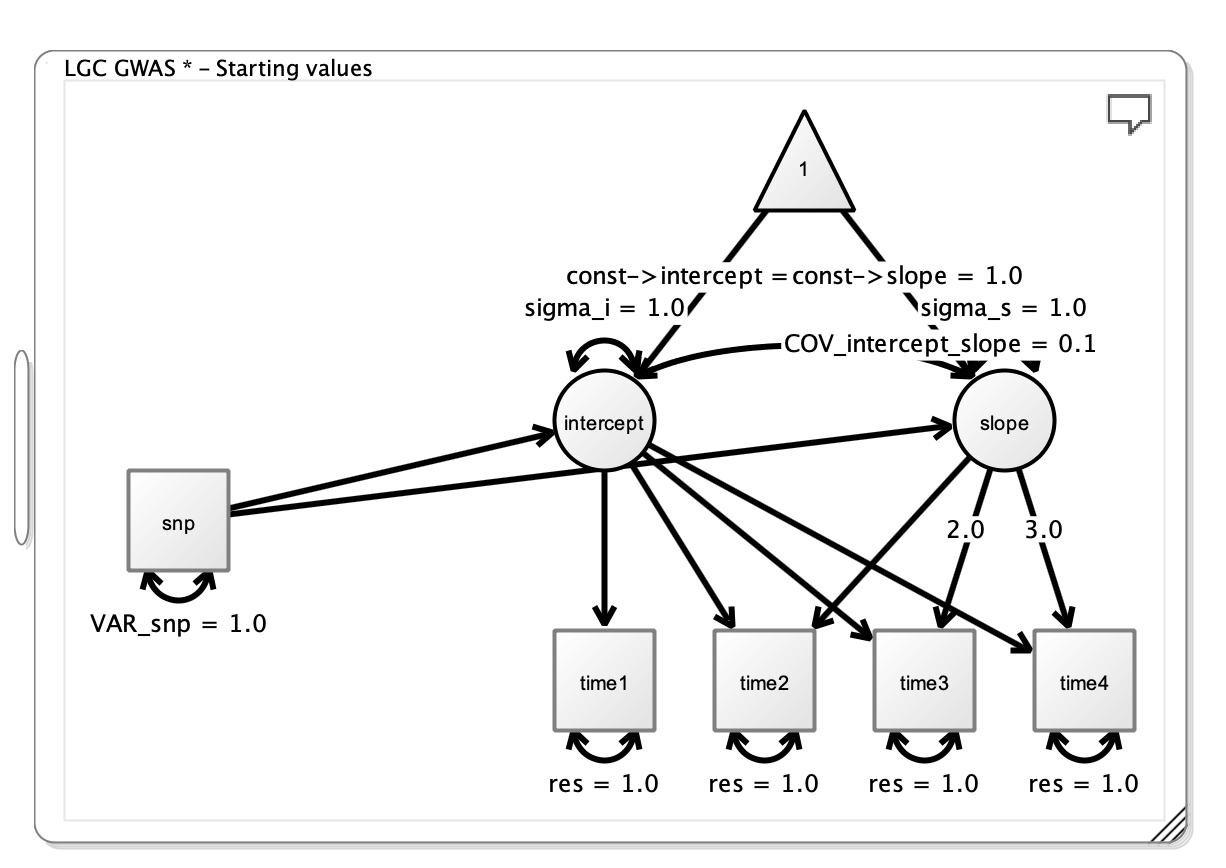 LGC GWAS * – Starting values
1
const->intercept =
const->slope = 1.0
sigma_i = 1.0
sigma_s = 1.0
COV_intercept_slope = 0.1
intercept
slope
snp
2.0
3.0
VAR_snp = 1.0
time1
time2
time3
time4
res = 1.0
res = 1.0
res = 1.0
res = 1.0